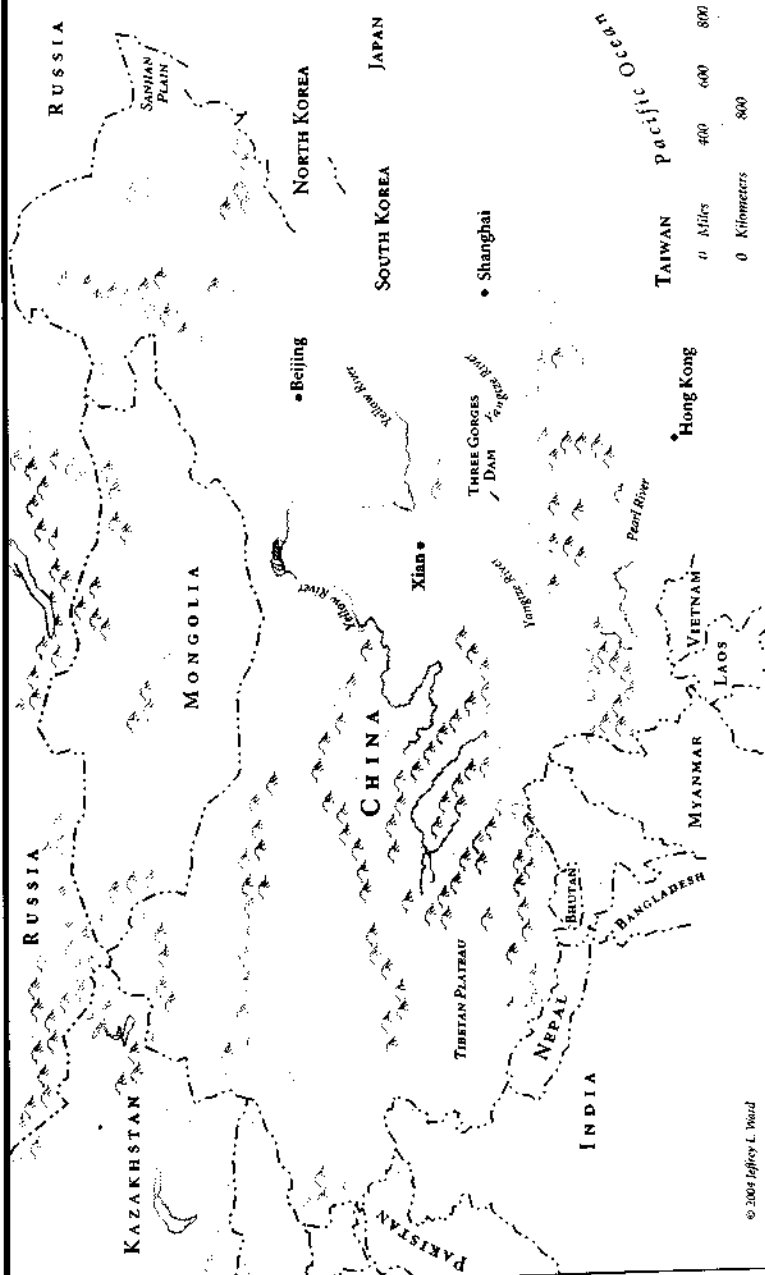 RUSSIA
RUSSIA
KAZAKHSTAN
SANJIAN
PLAIN
MONGOLIA
Beijing
NORTH KOREA
Yellow River
CHINA
Yellow River
SOUTH KOREA
JAPAN
PAKISTAN
Xian
TIBETAN PLATEAU
THREE GORGES
DAM
Yangtze River
Shanghai
Yangtze River
NEPAL
BHUTAN
INDIA
Pearl River
Pacific Ocean
BANGLADESH
MYANMAR
VIETNAM
LAOS
Hong Kong
TAIWAN
0 Miles 400 600 800
0 Kilometers 800
© 2004 Jeffrey L. Ward